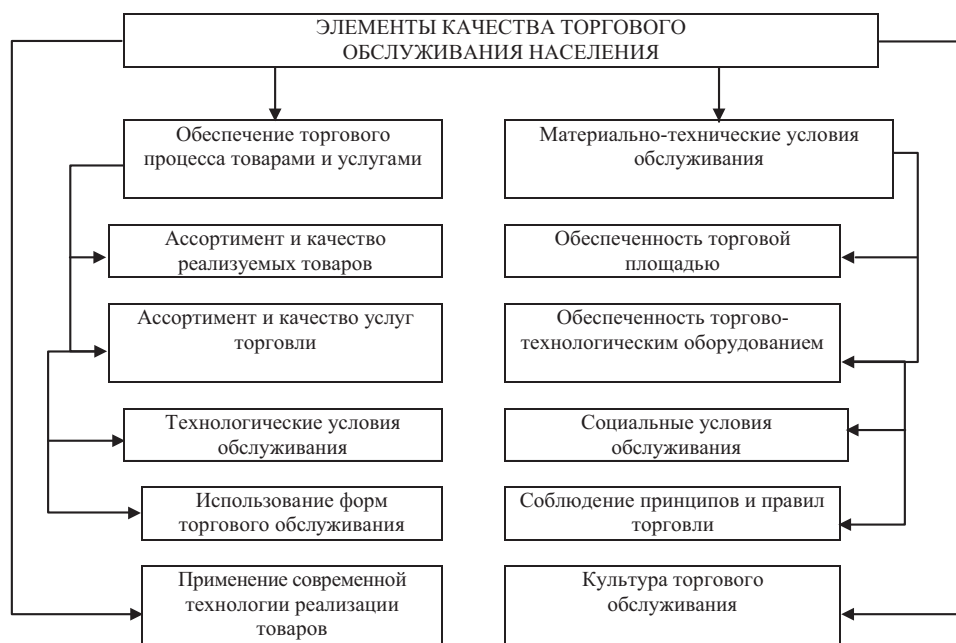 ЭЛЕМЕНТЫ КАЧЕСТВА ТОРГОВОГО
ОБСЛУЖИВАНИЯ НАСЕЛЕНИЯ
Обеспечение торгового
процесса товарами и услугами
Материально-технические условия
обслуживания
Ассортимент и качество
реализуемых товаров
Обеспеченность торговой
площадью
Ассортимент и качество услуг
торговли
Обеспеченность торгово-
технологическим оборудованием
Технологические условия
обслуживания
Социальные условия
обслуживания
Использование форм
торгового обслуживания
Соблюдение принципов и правил
торговли
Применение современной
технологии реализации
товаров
Культура торгового
обслуживания